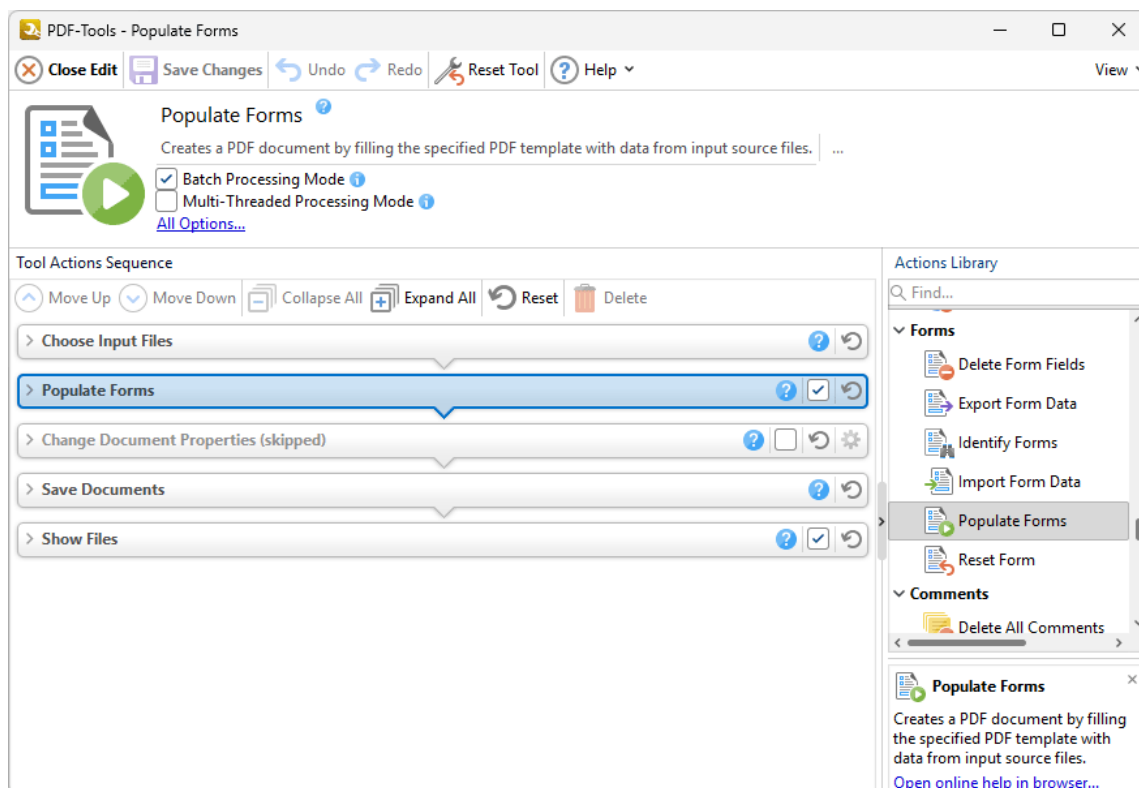 PDF-Tools - Populate Forms
Close Edit Save Changes Undo Redo Reset Tool Help View
Populate Forms
Creates a PDF document by filling the specified PDF template with data from input source files. ...
Batch Processing Mode
Multi-Threaded Processing Mode
All Options...
Tool Actions Sequence
Move Up Move Down Collapse All Expand All Reset Delete
Choose Input Files
Populate Forms
Change Document Properties (skipped)
Save Documents
Show Files
Actions Library
Find...
Forms
Delete Form Fields
Export Form Data
Identify Forms
Import Form Data
Populate Forms
Reset Form
Comments
Delete All Comments
Populate Forms
Creates a PDF document by filling
the specified PDF template with
data from input source files.
Open online help in browser...